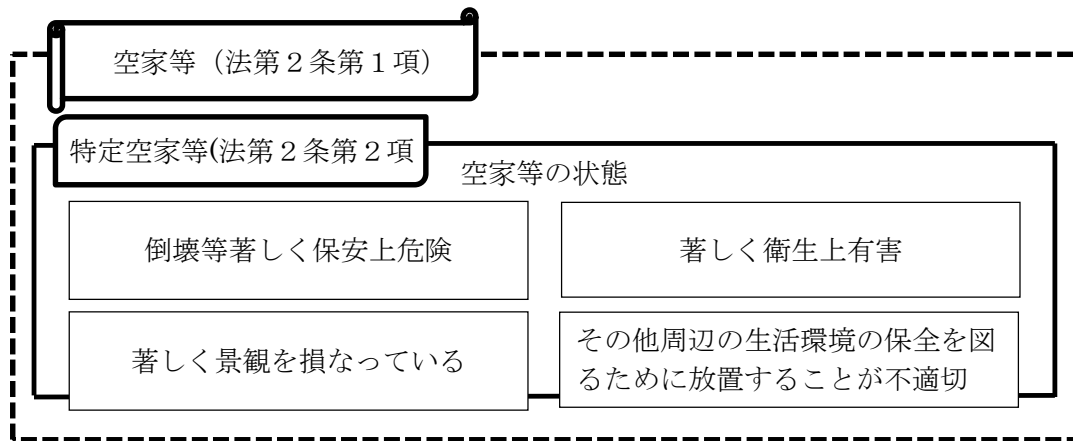 空家等（法第２条第１項）
特定空家等(法第２条第２項
空家等の状態
倒壊等著しく保安上危険
著しく衛生上有害
著しく景観を損なっている
その他周辺の生活環境の保全を図
るために放置することが不適切